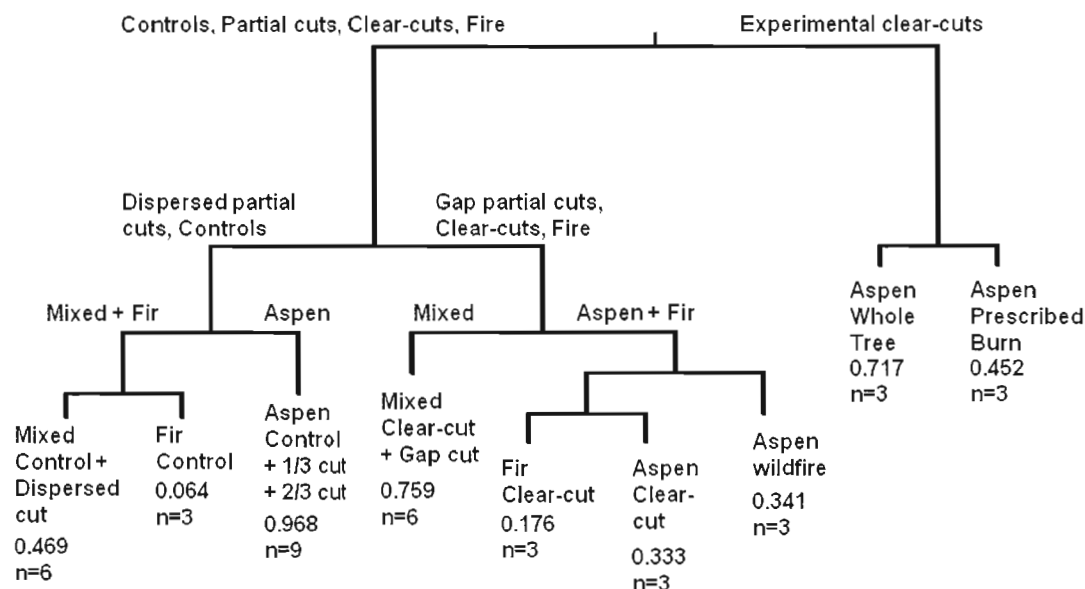 Controls, Partial cuts, Clear-cuts, Fire
Experimental clear-cuts
Dispersed partial
cuts, Controls
Gap partial cuts,
Clear-cuts, Fire
Mixed + Fir
Aspen
Mixed
Aspen + Fir
Mixed
Control +
Dispersed
cut
0.469
n=6
Fir
Control
0.064
n=3
Aspen
Control
+ 1/3 cut
+ 2/3 cut
0.968
n=9
Mixed
Clear-cut
+ Gap cut
0.759
n=6
Fir
Clear-cut
0.176
n=3
Aspen
Clear-
cut
0.333
n=3
Aspen
wildfire
0.341
n=3
Aspen
Whole
Tree
0.717
n=3
Aspen
Prescribed
Burn
0.452
n=3